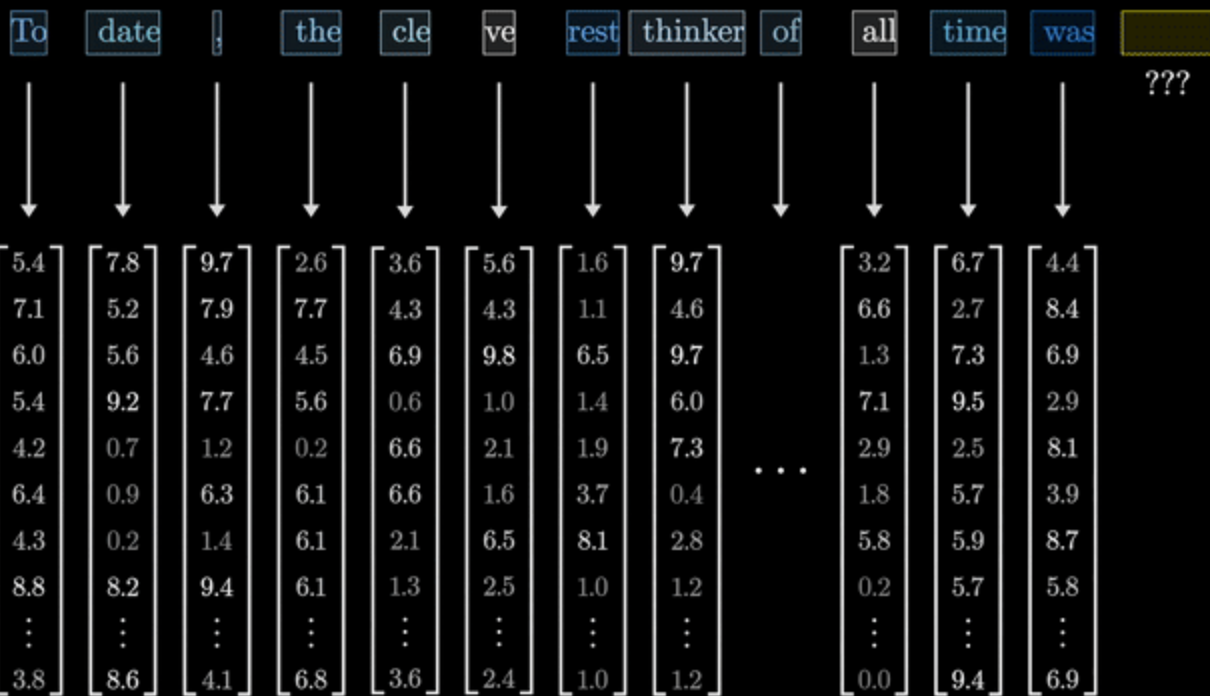 To date , the cle ve rest thinker of all time was
???
5.4 7.8 9.7 2.6 3.6 5.6 1.6 9.7 3.2 6.7 4.4
7.1 5.2 7.9 7.7 4.3 4.3 1.1 4.6 6.6 2.7 8.4
6.0 5.6 4.6 4.5 6.9 9.8 6.5 9.7 1.3 7.3 6.9
5.4 9.2 7.7 5.6 0.6 1.0 1.4 6.0 7.1 9.5 2.9
4.2 0.7 1.2 0.2 6.6 2.1 1.9 7.3 ... 2.9 2.5 8.1
6.4 0.9 6.3 6.1 6.6 1.6 3.7 0.4 1.8 5.7 3.9
4.3 0.2 1.4 6.1 2.1 6.5 8.1 2.8 5.8 5.9 8.7
8.8 8.2 9.4 6.1 1.3 2.5 1.0 1.2 0.2 5.7 5.8
⋮ ⋮ ⋮ ⋮ ⋮ ⋮ ⋮ ⋮ ⋮ ⋮ ⋮
3.8 8.6 4.1 6.8 3.6 2.4 1.0 1.2 0.0 9.4 6.9